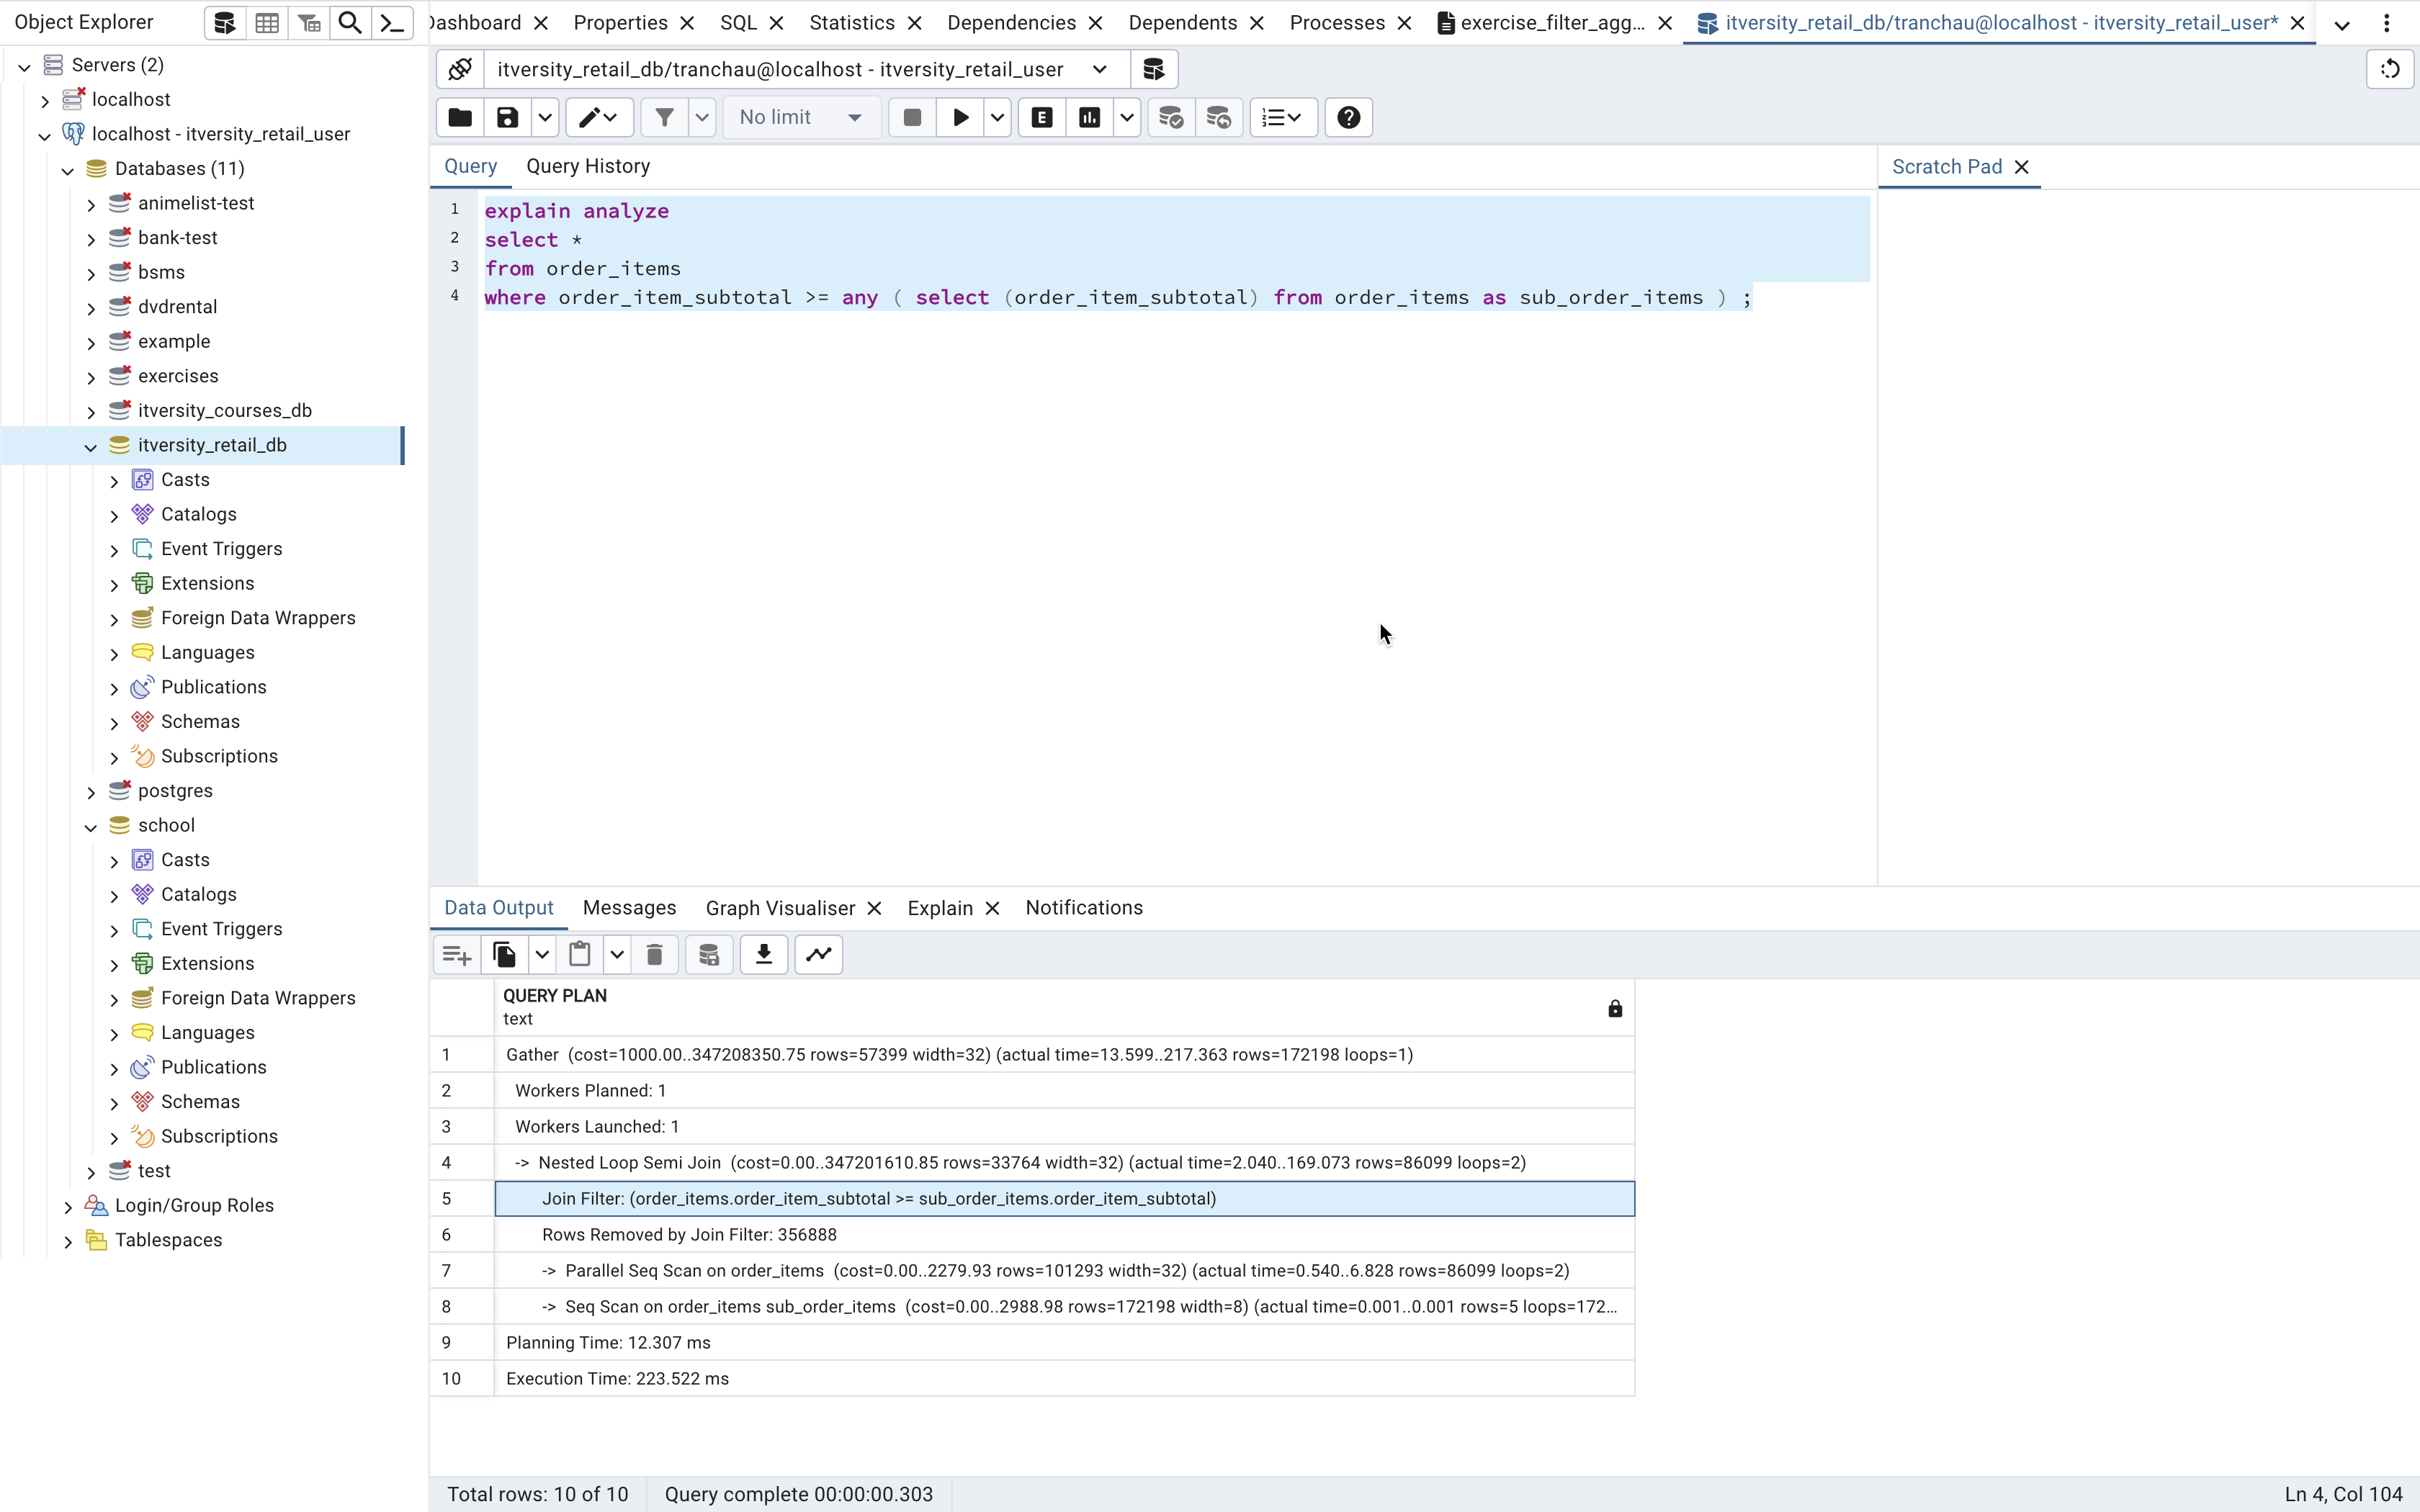 Object Explorer
Dashboard
Properties
SQL
Statistics
Dependencies
Dependents
Processes
exercise_filter_agg...
itversity_retail_db/tranchau@localhost - itversity_retail_user*
Servers (2)
localhost
localhost - itversity_retail_user
Databases (11)
animelist-test
bank-test
bsms
dvdrental
example
exercises
itversity_courses_db
itversity_retail_db
Casts
Catalogs
Event Triggers
Extensions
Foreign Data Wrappers
Languages
Publications
Schemas
Subscriptions
postgres
school
Casts
Catalogs
Event Triggers
Extensions
Foreign Data Wrappers
Languages
Publications
Schemas
Subscriptions
test
Login/Group Roles
Tablespaces
itversity_retail_db/tranchau@localhost - itversity_retail_user
No limit
E
Query
Query History
Scratch Pad
1 explain analyze
2 select *
3 from order_items
4 where order_item_subtotal >= any ( select (order_item_subtotal) from order_items as sub_order_items ) ;
Data Output
Messages
Graph Visualiser
Explain
Notifications
QUERY PLAN
text
1 Gather (cost=1000.00..347208350.75 rows=57399 width=32) (actual time=13.599..217.363 rows=172198 loops=1)
2 Workers Planned: 1
3 Workers Launched: 1
4 -> Nested Loop Semi Join (cost=0.00..347201610.85 rows=33764 width=32) (actual time=2.040..169.073 rows=86099 loops=2)
5 Join Filter: (order_items.order_item_subtotal >= sub_order_items.order_item_subtotal)
6 Rows Removed by Join Filter: 356888
7 -> Parallel Seq Scan on order_items (cost=0.00..2279.93 rows=101293 width=32) (actual time=0.540..6.828 rows=86099 loops=2)
8 -> Seq Scan on order_items sub_order_items (cost=0.00..2988.98 rows=172198 width=8) (actual time=0.001..0.001 rows=5 loops=172...
9 Planning Time: 12.307 ms
10 Execution Time: 223.522 ms
Total rows: 10 of 10
Query complete 00:00:00.303
Ln 4, Col 104